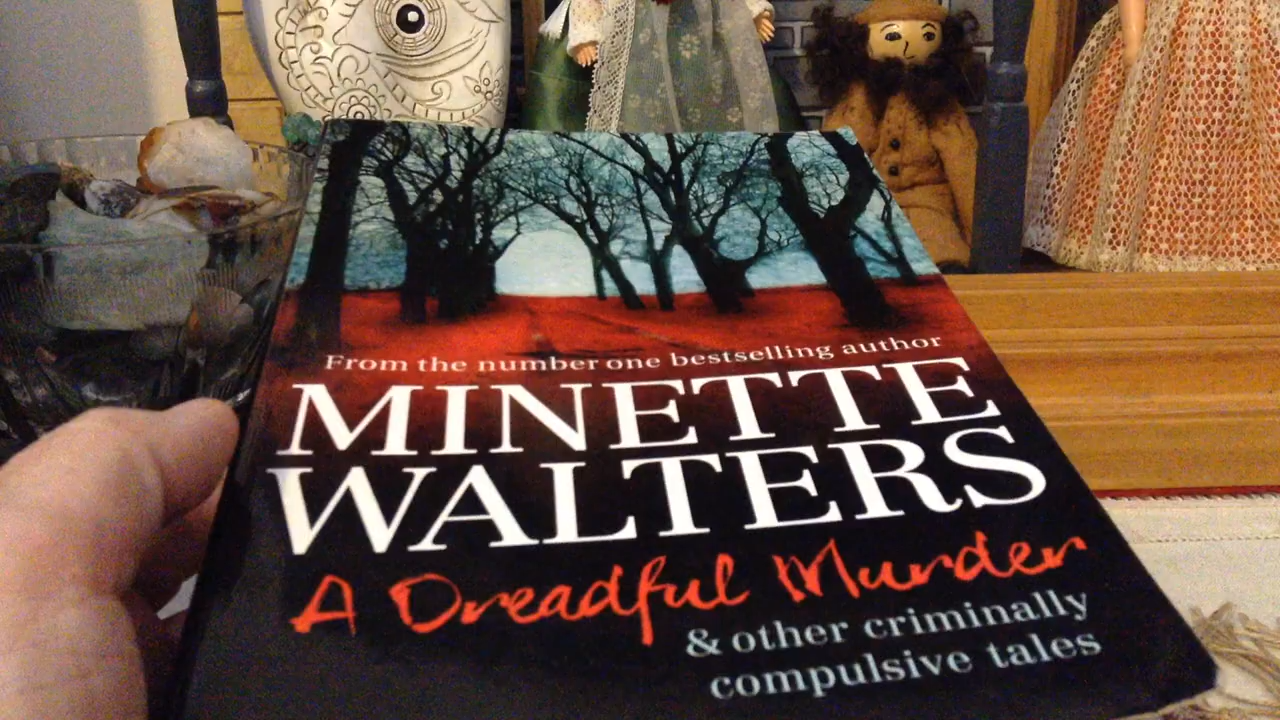 From the number one bestselling author
MINETTE
WALTERS
A Dreadful Murder
& other criminally
compulsive tales